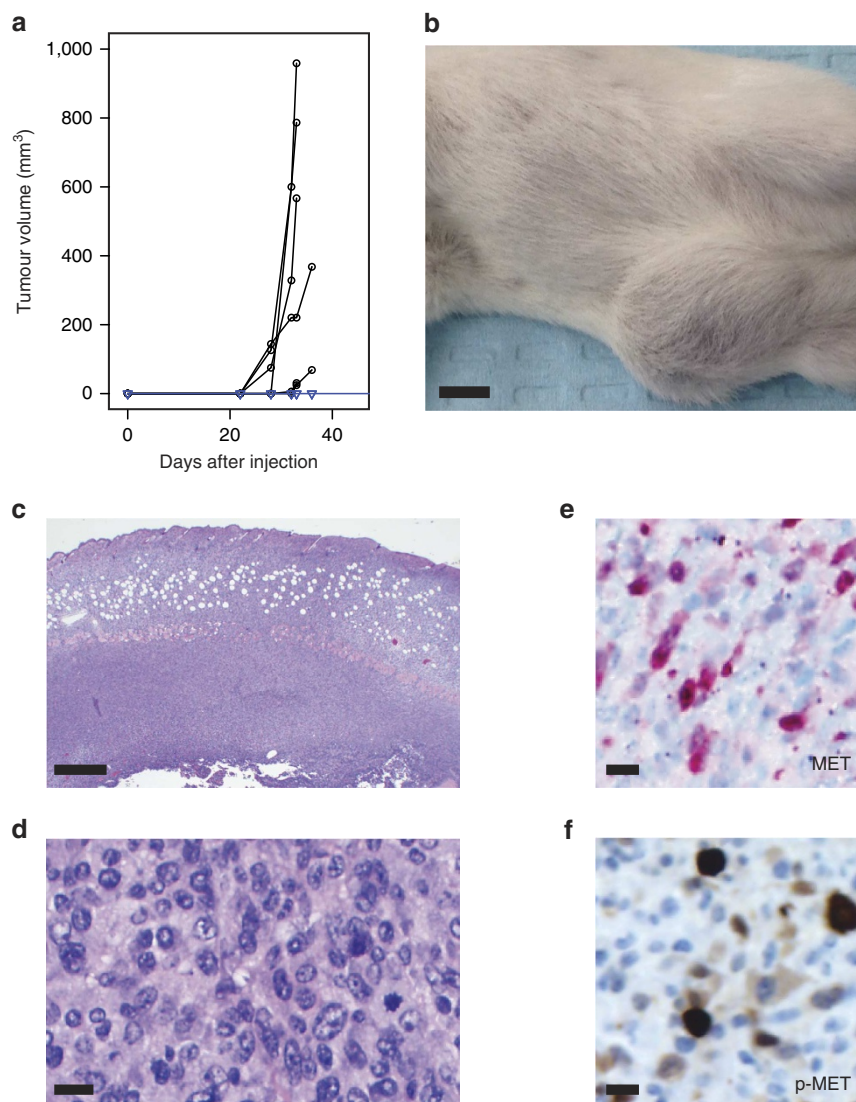 a
1,000
800
600
400
200
0
Tumour volume (mm³)
0 20 40
Days after injection
b
c
d
e
MET
f
p-MET